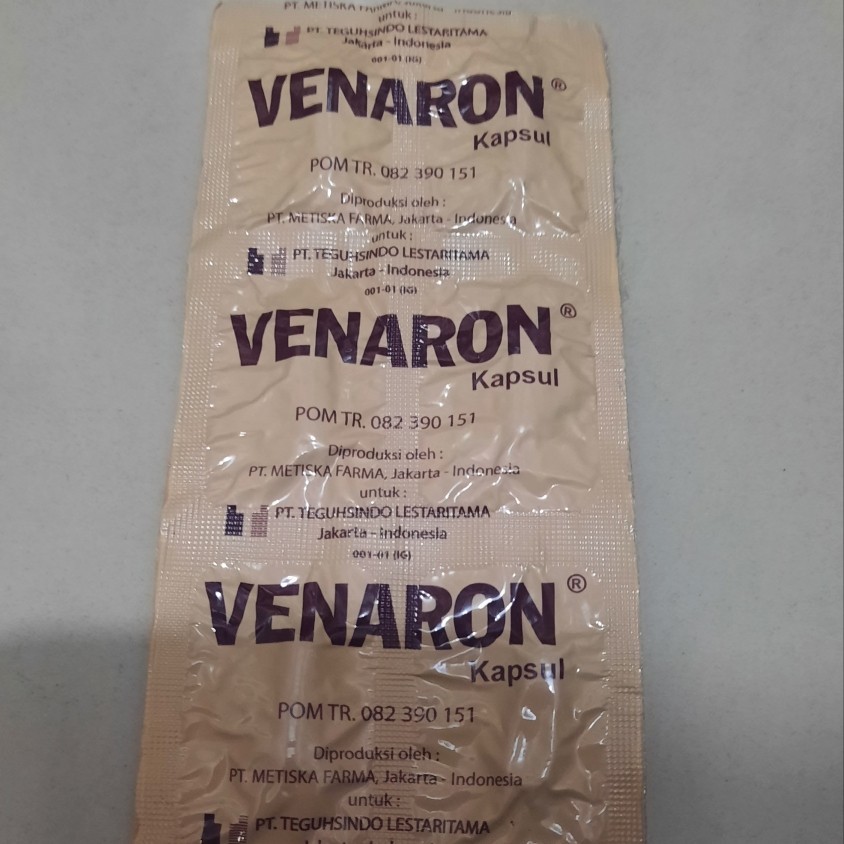 PT. METISKA
untuk :
PT. TEGUHSINDO LESTARITAMA
Jakarta - Indonesia
001-01 (IG)
VENARON®
Kapsul
POM TR. 082 390 151
Diproduksi oleh :
PT. METISKA FARMA, Jakarta - Indonesia
untuk :
PT. TEGUHSINDO LESTARITAMA
Jakarta - Indonesia
001-01 (IG)
VENARON®
Kapsul
POM TR. 082 390 151
Diproduksi oleh :
PT. METISKA FARMA, Jakarta - Indonesia
untuk :
PT. TEGUHSINDO LESTARITAMA
Jakarta - Indonesia
001-01 (IG)
VENARON®
Kapsul
POM TR. 082 390 151
Diproduksi oleh :
PT. METISKA FARMA, Jakarta - Indonesia
untuk :
PT. TEGUHSINDO LESTARITAMA